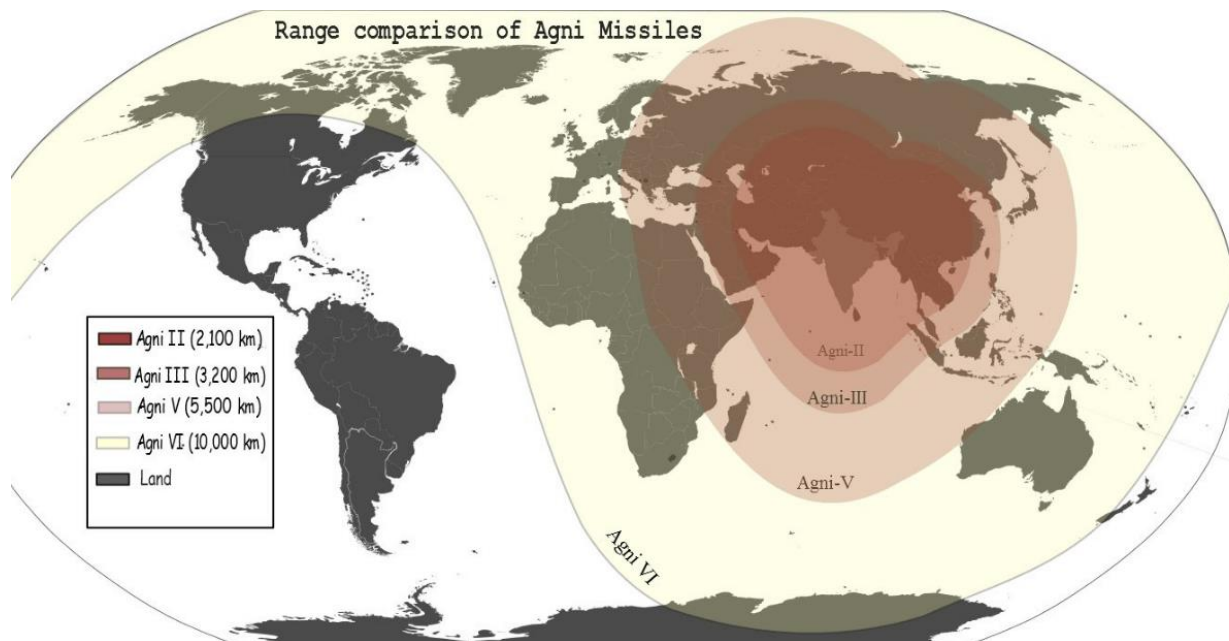 Range comparison of Agni Missiles
Agni II (2,100 km)
Agni III (3,200 km)
Agni V (5,500 km)
Agni VI (10,000 km)
Land
Agni-II
Agni-III
Agni-V
Agni VI